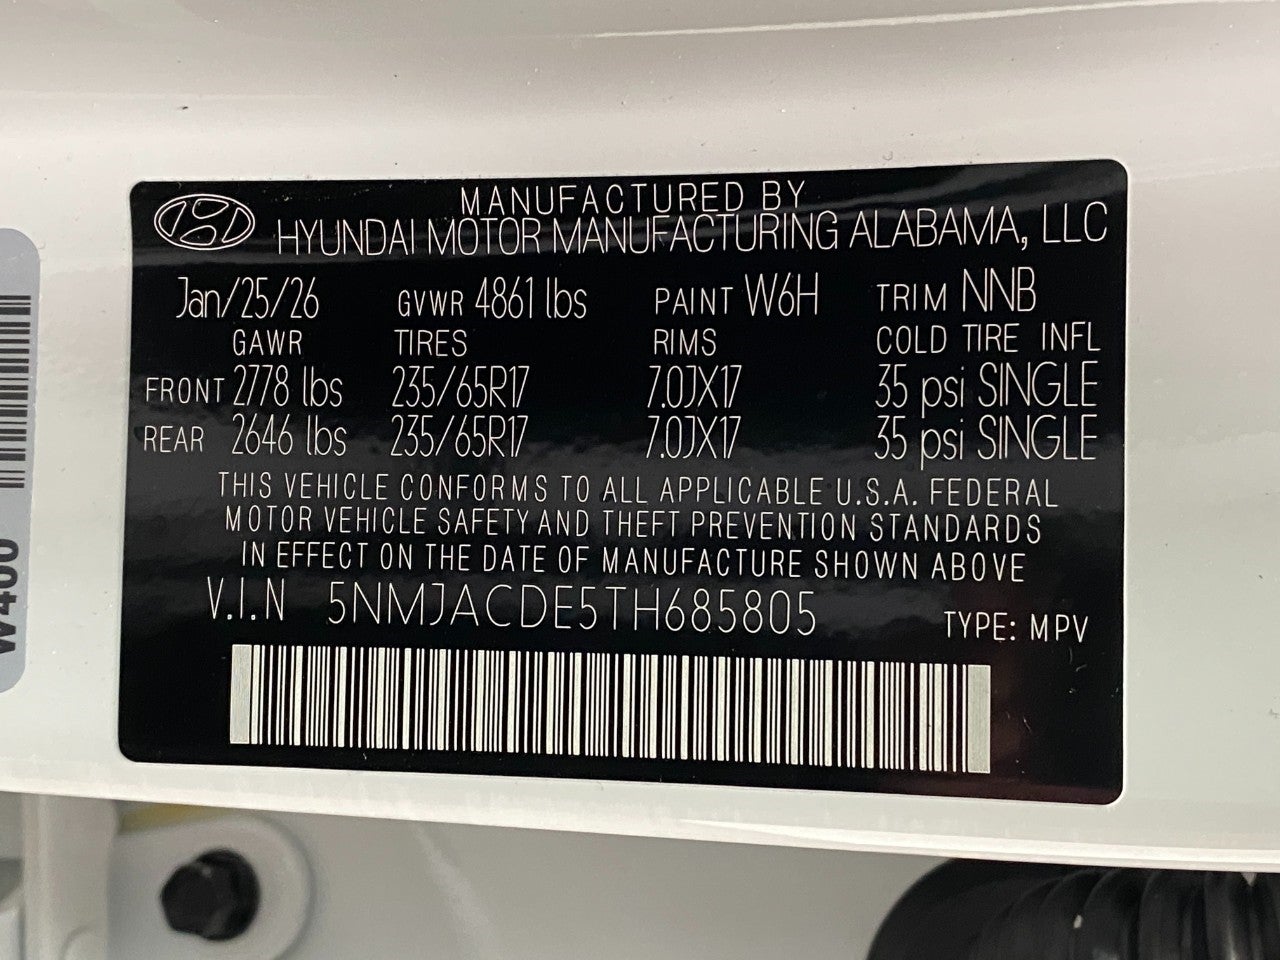 MANUFACTURED BY
HYUNDAI MOTOR MANUFACTURING ALABAMA, LLC
Jan/25/26 GVWR 4861 lbs PAINT W6H TRIM NNB
GAWR TIRES RIMS COLD TIRE INFL
FRONT 2778 lbs 235/65R17 7.0JX17 35 psi SINGLE
REAR 2646 lbs 235/65R17 7.0JX17 35 psi SINGLE
THIS VEHICLE CONFORMS TO ALL APPLICABLE U.S.A. FEDERAL
MOTOR VEHICLE SAFETY AND THEFT PREVENTION STANDARDS
IN EFFECT ON THE DATE OF MANUFACTURE SHOWN ABOVE
V.I.N 5NMJACDE5TH685805 TYPE: MPV